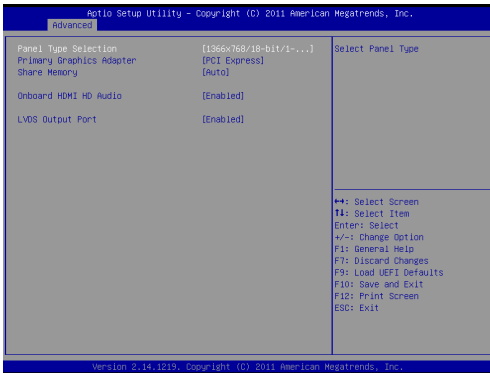 Aptio Setup Utility – Copyright (C) 2011 American Megatrends, Inc.
Advanced
Panel Type Selection [1366x768/18-bit/1-...]
Primary Graphics Adapter [PCI Express]
Share Memory [Auto]
Onboard HDMI HD Audio [Enabled]
LVDS Output Port [Enabled]
Select Panel Type
↔: Select Screen
↑↓: Select Item
Enter: Select
+/-: Change Option
F1: General Help
F7: Discard Changes
F9: Load UEFI Defaults
F10: Save and Exit
F12: Print Screen
ESC: Exit
Version 2.14.1219. Copyright (C) 2011 American Megatrends, Inc.